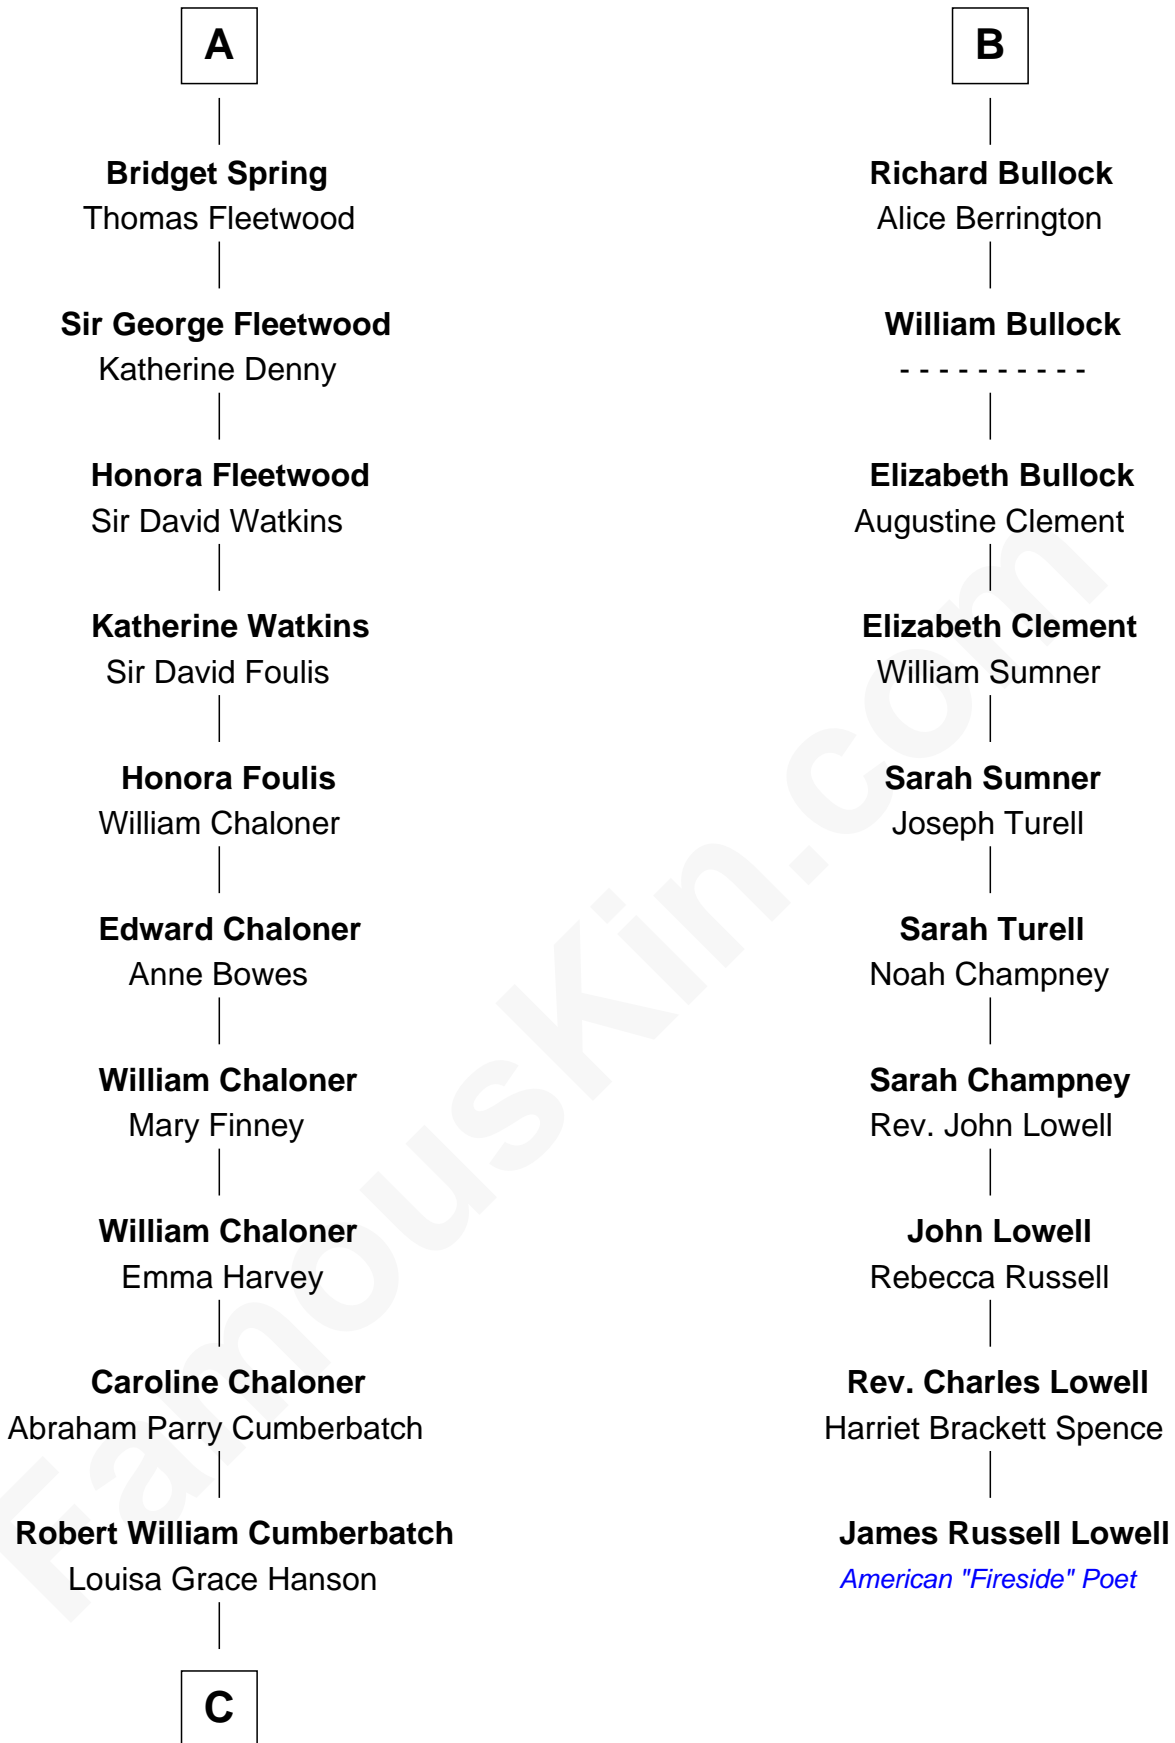 A
Bridget Spring
Thomas Fleetwood
Sir George Fleetwood
Katherine Denny
Honora Fleetwood
Sir David Watkins
Katherine Watkins
Sir David Foulis
Honora Foulis
William Chaloner
Edward Chaloner
Anne Bowes
William Chaloner
Mary Finney
William Chaloner
Emma Harvey
Caroline Chaloner
Abraham Parry Cumberbatch
Robert William Cumberbatch
Louisa Grace Hanson
C
B
Richard Bullock
Alice Berrington
William Bullock
- - - - - - - - - -
Elizabeth Bullock
Augustine Clement
Elizabeth Clement
William Sumner
Sarah Sumner
Joseph Turell
Sarah Turell
Noah Champney
Sarah Champney
Rev. John Lowell
John Lowell
Rebecca Russell
Rev. Charles Lowell
Harriet Brackett Spence
James Russell Lowell
American "Fireside" Poet
FamousKin.com